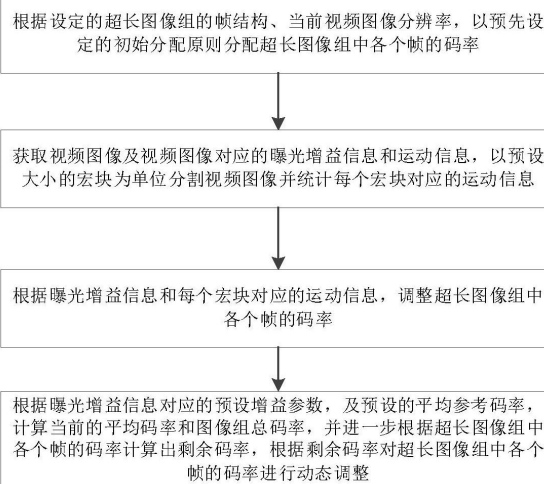 根据设定的超长图像组的帧结构、当前视频图像分辨率，以预先设
定的初始分配原则分配超长图像组中各个帧的码率
获取视频图像及视频图像对应的曝光增益信息和运动信息，以预设
大小的宏块为单位分割视频图像并统计每个宏块对应的运动信息
根据曝光增益信息和每个宏块对应的运动信息，调整超长图像组中
各个帧的码率
根据曝光增益信息对应的预设增益参数，及预设的平均参考码率，
计算当前的平均码率和图像组总码率，并进一步根据超长图像组中
各个帧的码率计算出剩余码率，根据剩余码率对超长图像组中各个
帧的码率进行动态调整